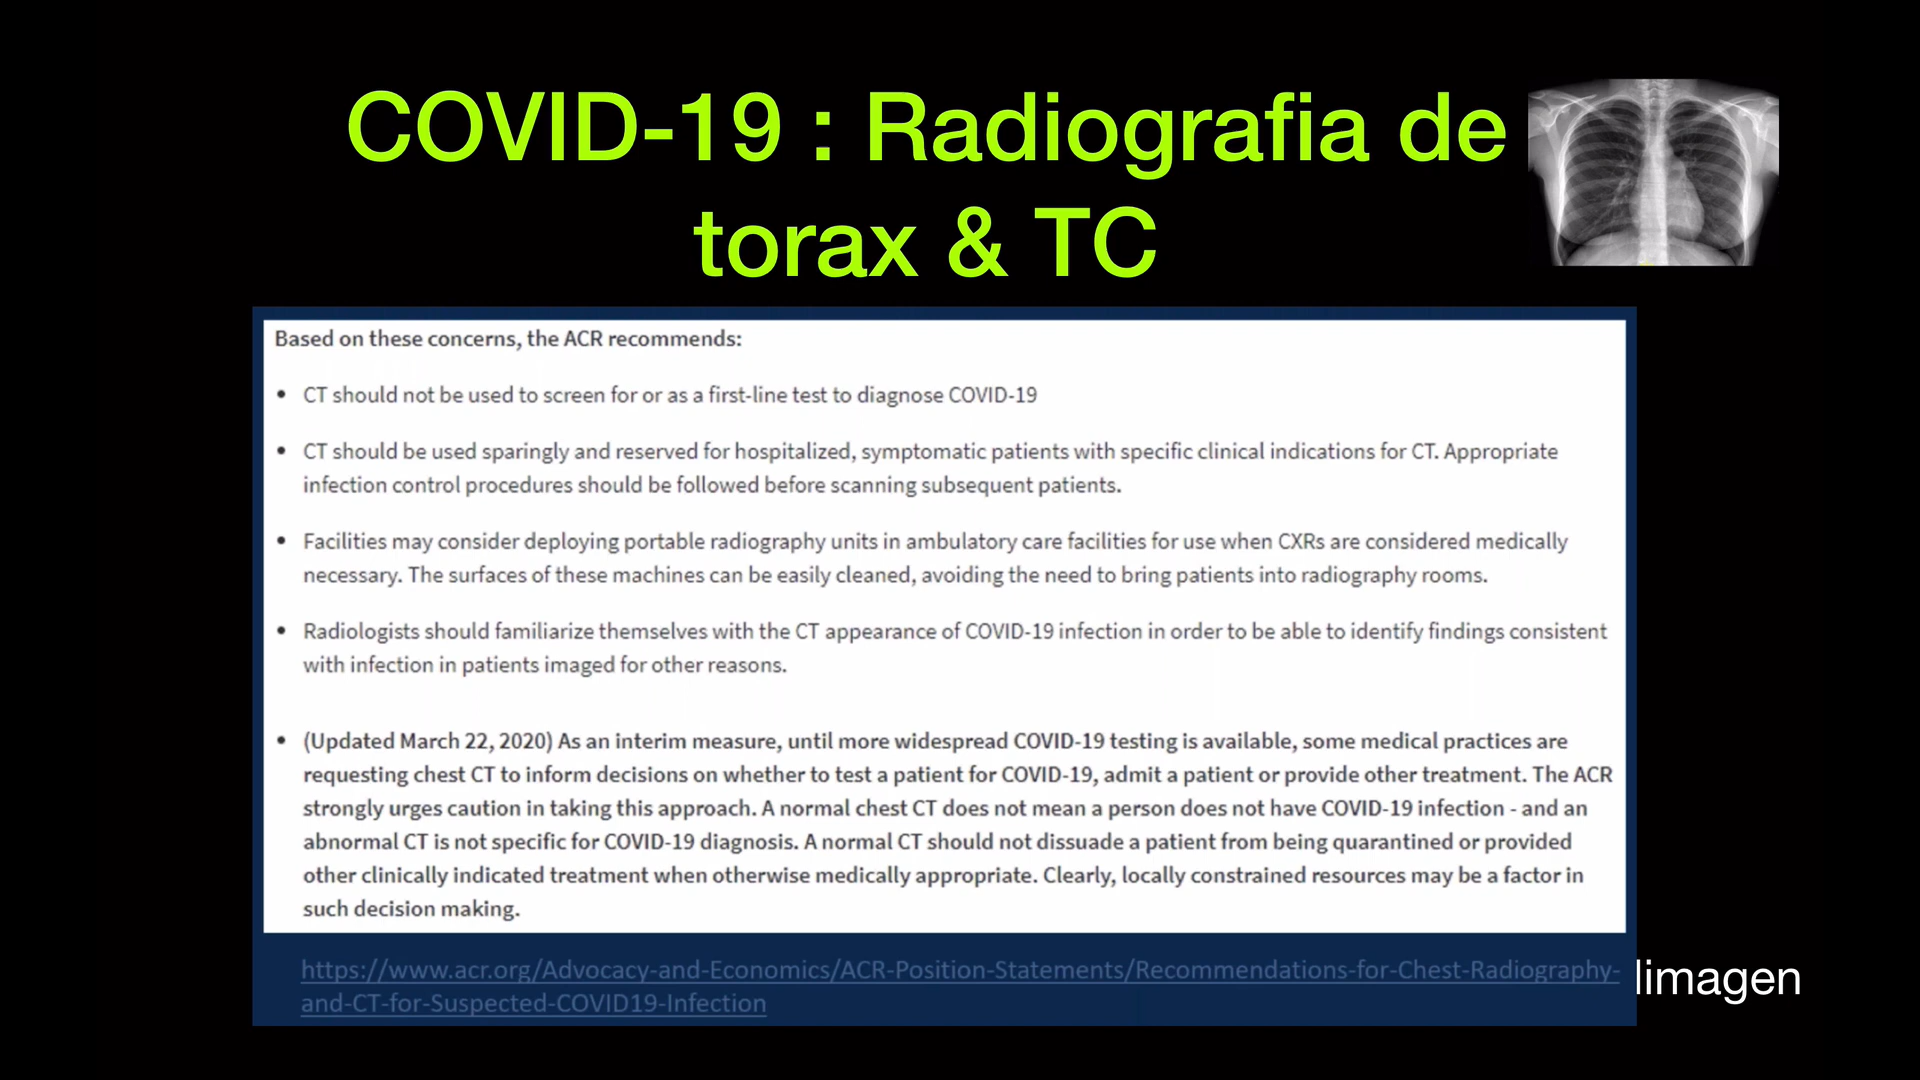 COVID-19 : Radiografia de
torax & TC
Based on these concerns, the ACR recommends:
• CT should not be used to screen for or as a first-line test to diagnose COVID-19
• CT should be used sparingly and reserved for hospitalized, symptomatic patients with specific clinical indications for CT. Appropriate
infection control procedures should be followed before scanning subsequent patients.
• Facilities may consider deploying portable radiography units in ambulatory care facilities for use when CXRs are considered medically
necessary. The surfaces of these machines can be easily cleaned, avoiding the need to bring patients into radiography rooms.
• Radiologists should familiarize themselves with the CT appearance of COVID-19 infection in order to be able to identify findings consistent
with infection in patients imaged for other reasons.
• (Updated March 22, 2020) As an interim measure, until more widespread COVID-19 testing is available, some medical practices are
requesting chest CT to inform decisions on whether to test a patient for COVID-19, admit a patient or provide other treatment. The ACR
strongly urges caution in taking this approach. A normal chest CT does not mean a person does not have COVID-19 infection - and an
abnormal CT is not specific for COVID-19 diagnosis. A normal CT should not dissuade a patient from being quarantined or provided
other clinically indicated treatment when otherwise medically appropriate. Clearly, locally constrained resources may be a factor in
such decision making.
https://www.acr.org/Advocacy-and-Economics/ACR-Position-Statements/Recommendations-for-Chest-Radiography-
and-CT-for-Suspected-COVID19-Infection
limagen